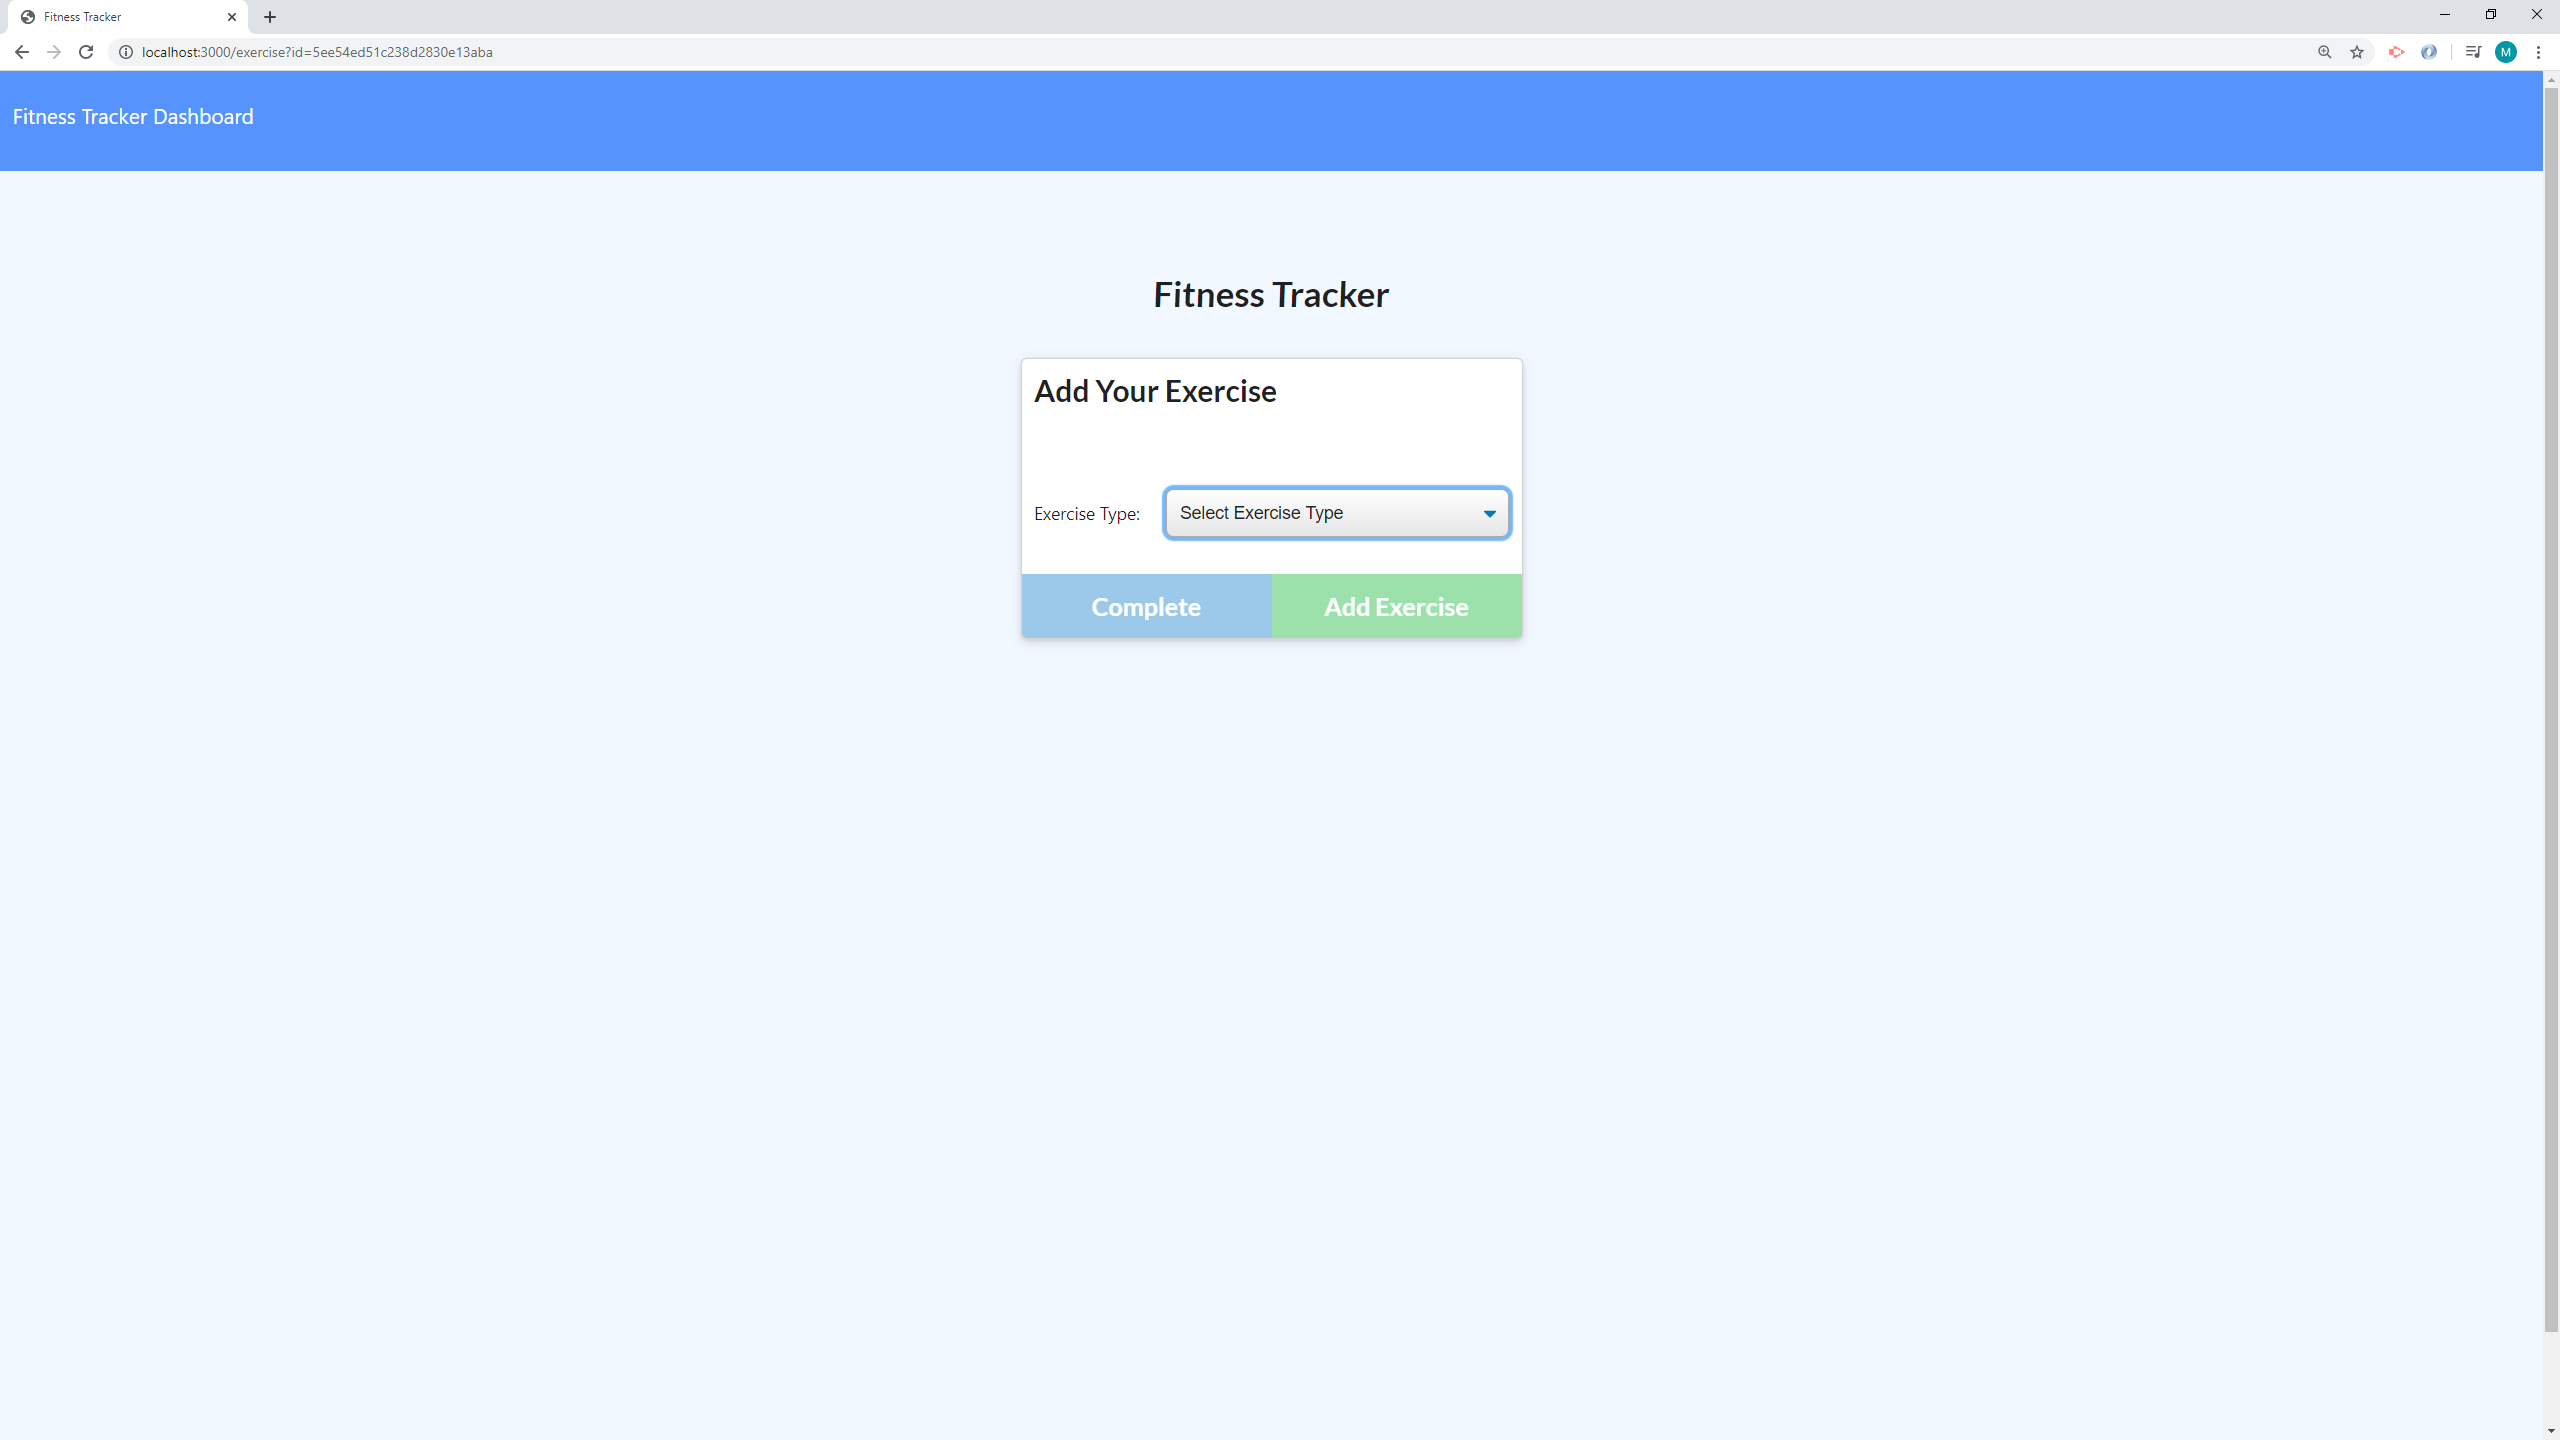 Fitness Tracker
localhost:3000/exercise?id=5ee54ed51c238d2830e13aba
M
Fitness Tracker Dashboard
Fitness Tracker
Add Your Exercise
Exercise Type: Select Exercise Type
Complete Add Exercise